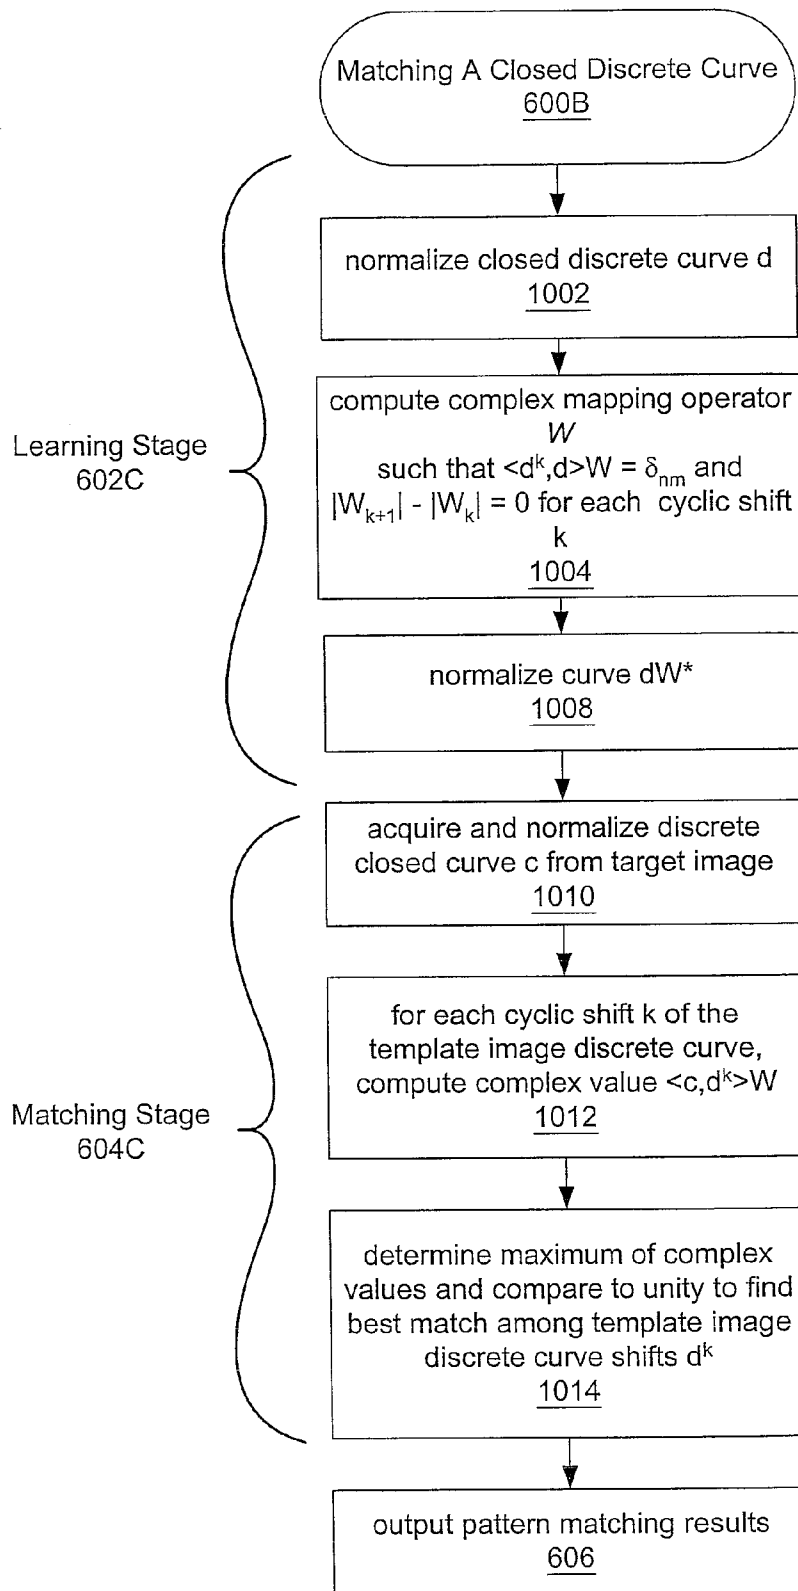 Matching A Closed Discrete Curve
600B
normalize closed discrete curve d
1002
compute complex mapping operator
W
such that <d^k,d>W = δ_nm and
|W_k+1| - |W_k| = 0 for each cyclic shift
k
1004
Learning Stage
602C
normalize curve dW*
1008
acquire and normalize discrete
closed curve c from target image
1010
for each cyclic shift k of the
template image discrete curve,
compute complex value <c,d^k>W
1012
Matching Stage
604C
determine maximum of complex
values and compare to unity to find
best match among template image
discrete curve shifts d^k
1014
output pattern matching results
606